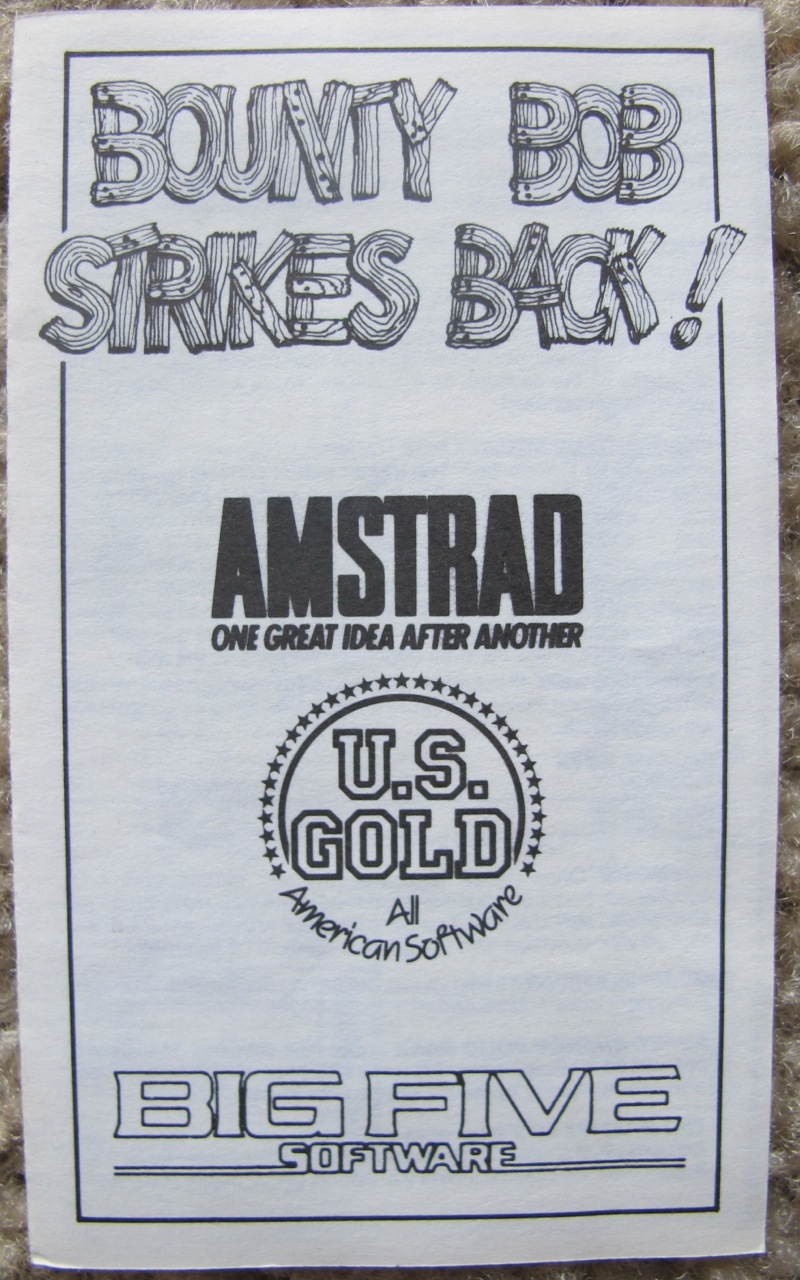 BOUNTY BOB
STRIKES BACK!
AMSTRAD
ONE GREAT IDEA AFTER ANOTHER
U.S.
GOLD
All
American Software
BIG FIVE
SOFTWARE